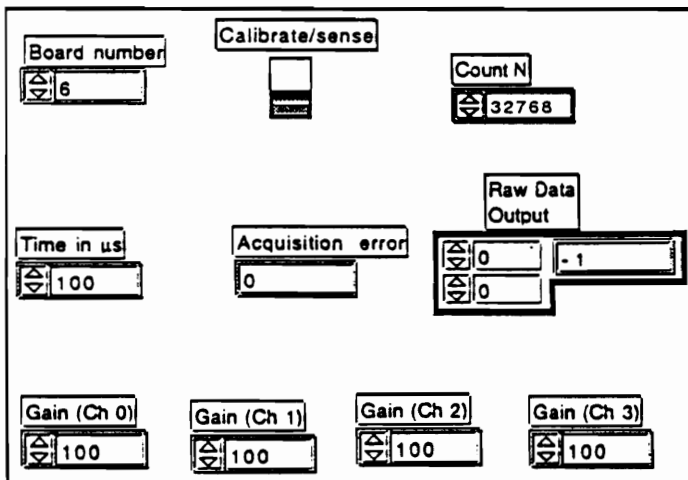 Calibrate/sense
Board number
6
Count N
32768
Raw Data
Output
0
-1
0
Time in µs
100
Acquisition error
0
Gain (Ch 0)
100
Gain (Ch 1)
100
Gain (Ch 2)
100
Gain (Ch 3)
100